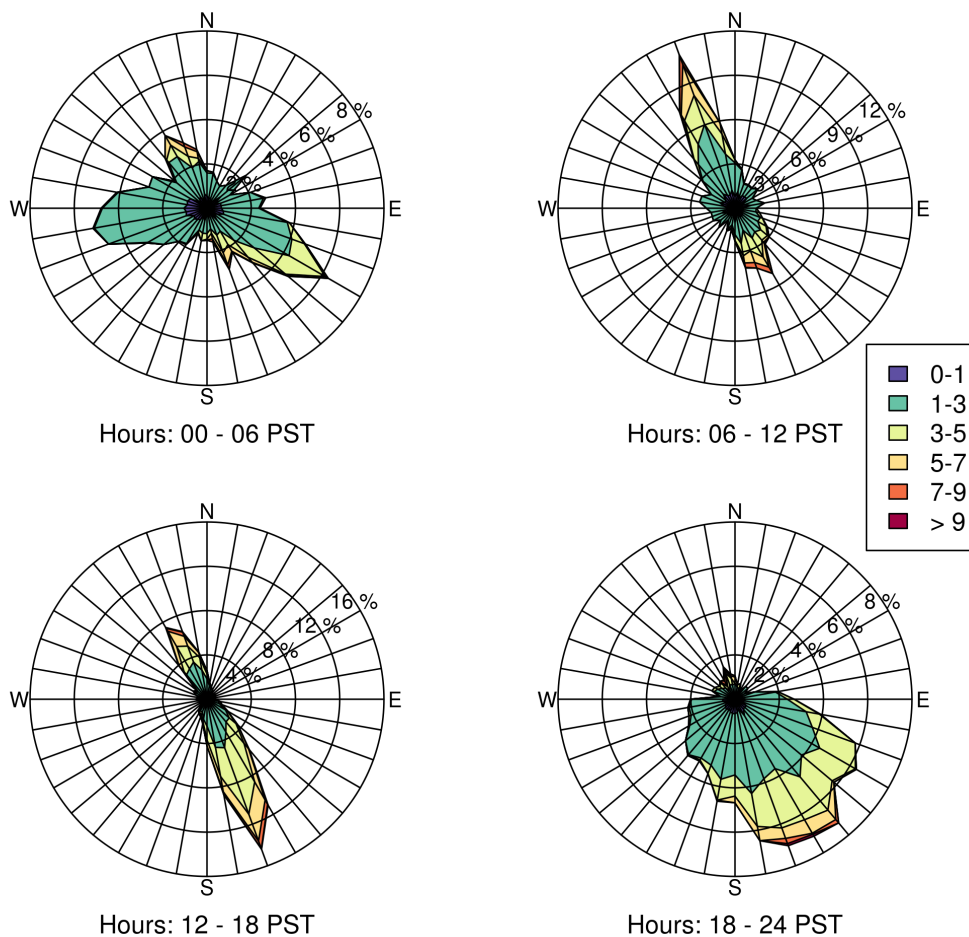 N
8 %
6 %
4 %
2 %
W
E
S
Hours: 00 - 06 PST
N
12 %
9 %
6 %
3 %
W
E
S
Hours: 06 - 12 PST
0-1
1-3
3-5
5-7
7-9
> 9
N
16 %
12 %
8 %
4 %
W
E
S
Hours: 12 - 18 PST
N
8 %
6 %
4 %
2 %
W
E
S
Hours: 18 - 24 PST